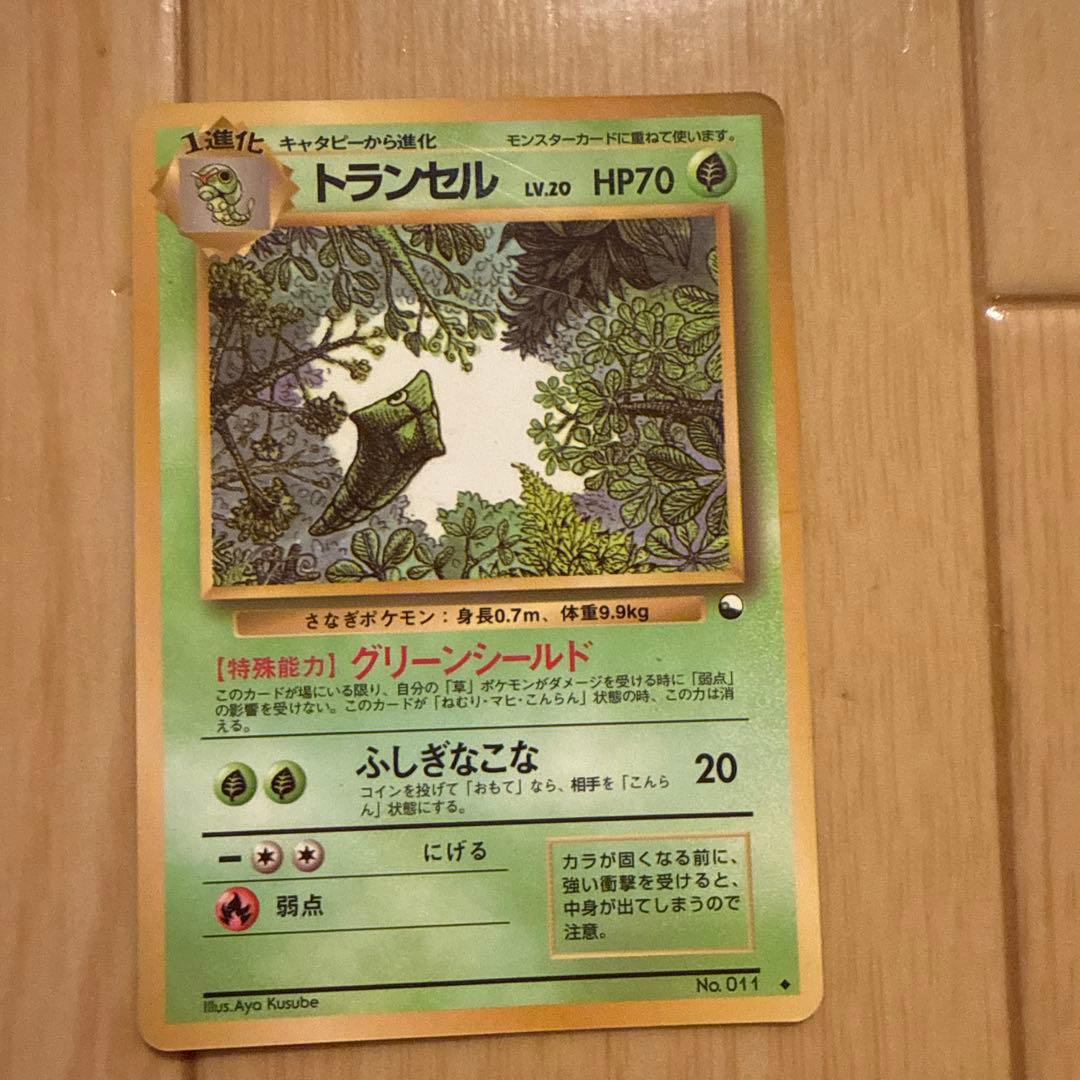 1進化 キャタピーから進化 モンスターカードに重ねて使います。
トランセル LV.20 HP70
さなぎポケモン：身長0.7m、体重9.9kg
【特殊能力】グリーンシールド
このカードが場にいる限り、自分の「草」ポケモンがダメージを受ける時に「弱点」
の影響を受けない。このカードが「ねむり・マヒ・こんらん」状態の時、この力は消
える。
ふしぎなこな 20
コインを投げて「おもて」なら、相手を「こんら
ん」状態にする。
にげる
弱点
カラが固くなる前に、
強い衝撃を受けると、
中身が出てしまうので
注意。
No. 011
Illus. Aya Kusube